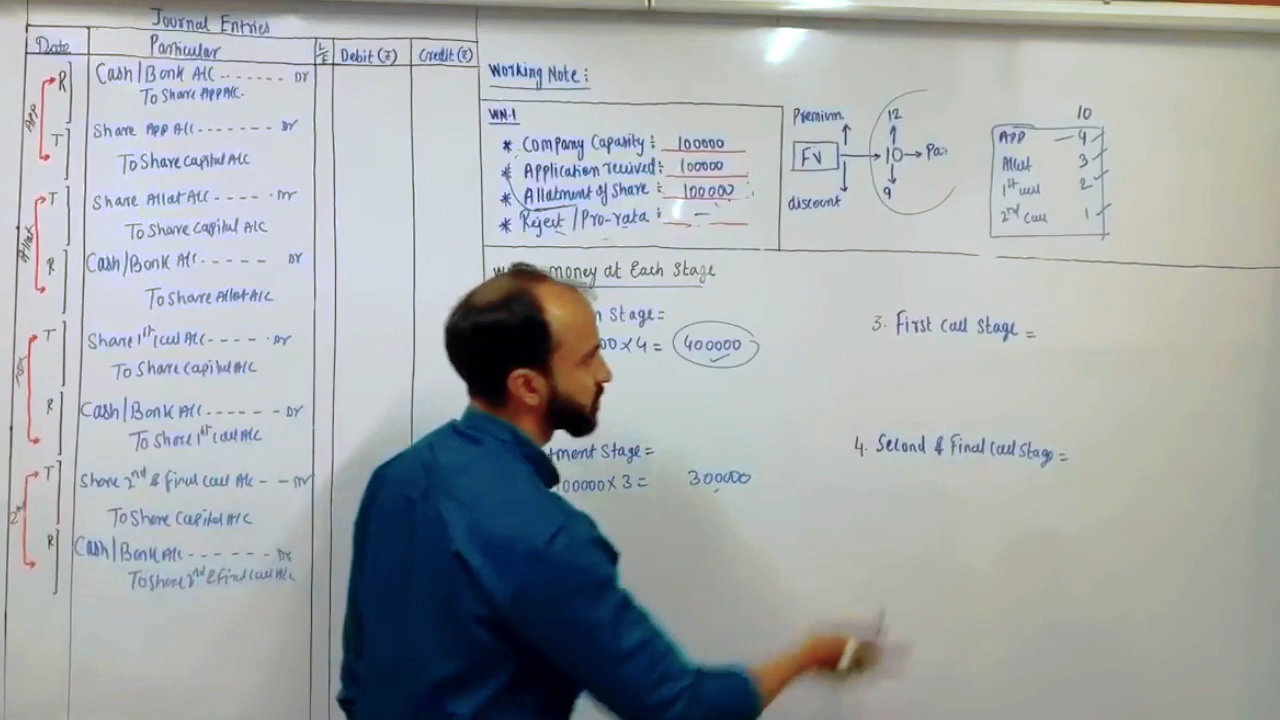 Journal Entries
Date Particular L/F Debit (₹) Credit (₹)
App
R Cash/Bank A/c ....... Dr
To Share App A/c.
T Share App A/c ....... Dr
To Share Capital A/c
Allot
T Share Allot A/c ---- Dr
To Share Capital A/c
R Cash/Bank A/c ----- Dr
To Share Allot A/c
T Share 1st Call A/c ----- Dr
To Share Capital A/c
R Cash/Bank A/c ------ Dr
To Share 1st Call A/c
2nd
T Share 2nd & Final Call A/c -- Dr
To Share Capital A/c
R Cash/Bank A/c ------ Dr
To Share 2nd & Final Call A/c
Working Note:
WN-1
* Company Capacity: 100000
* Application recived: 100000
* Allatment of Share: 100000
* Reject / Pro-rata: -
Premium
FV
discount
12
10 → Par
9
10
App - 4
Allot 3
1st call 2
2nd Call 1
money at Each Stage
n Stage =
00 x 4 = 400000
tment Stage =
100000 x 3 = 300000
3. First Call Stage =
4. Second & Final Call Stage =